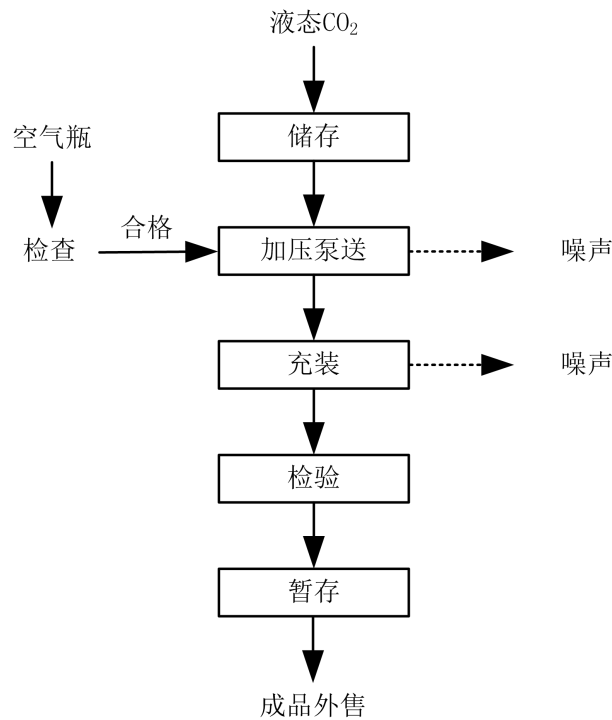 液态CO₂
储存
空气瓶
检查
合格
加压泵送
噪声
充装
噪声
检验
暂存
成品外售